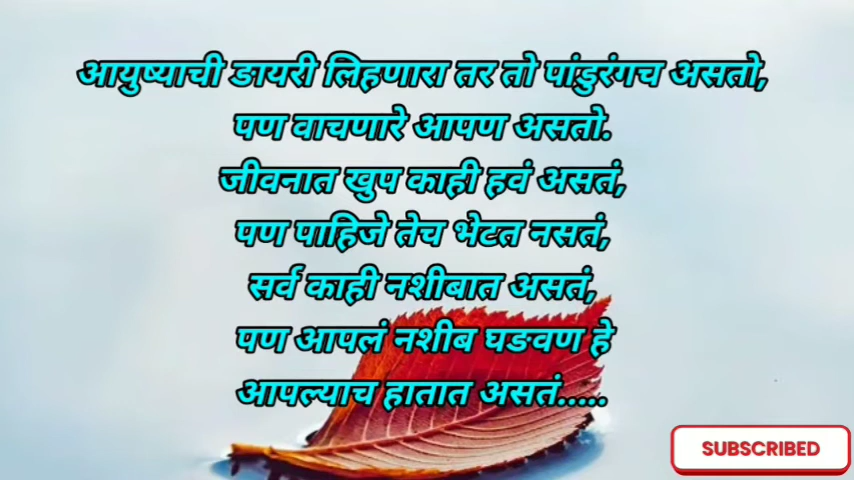 आयुष्याची डायरी लिहणारा तर तो पांडुरंगच असतो,
पण वाचणारे आपण असतो.
जीवनात खुप काही हवं असतं,
पण पाहिजे तेच भेटत नसतं,
सर्व काही नशीबात असतं,
पण आपलं नशीब घडवण हे
आपल्याच हातात असतं.....
SUBSCRIBED